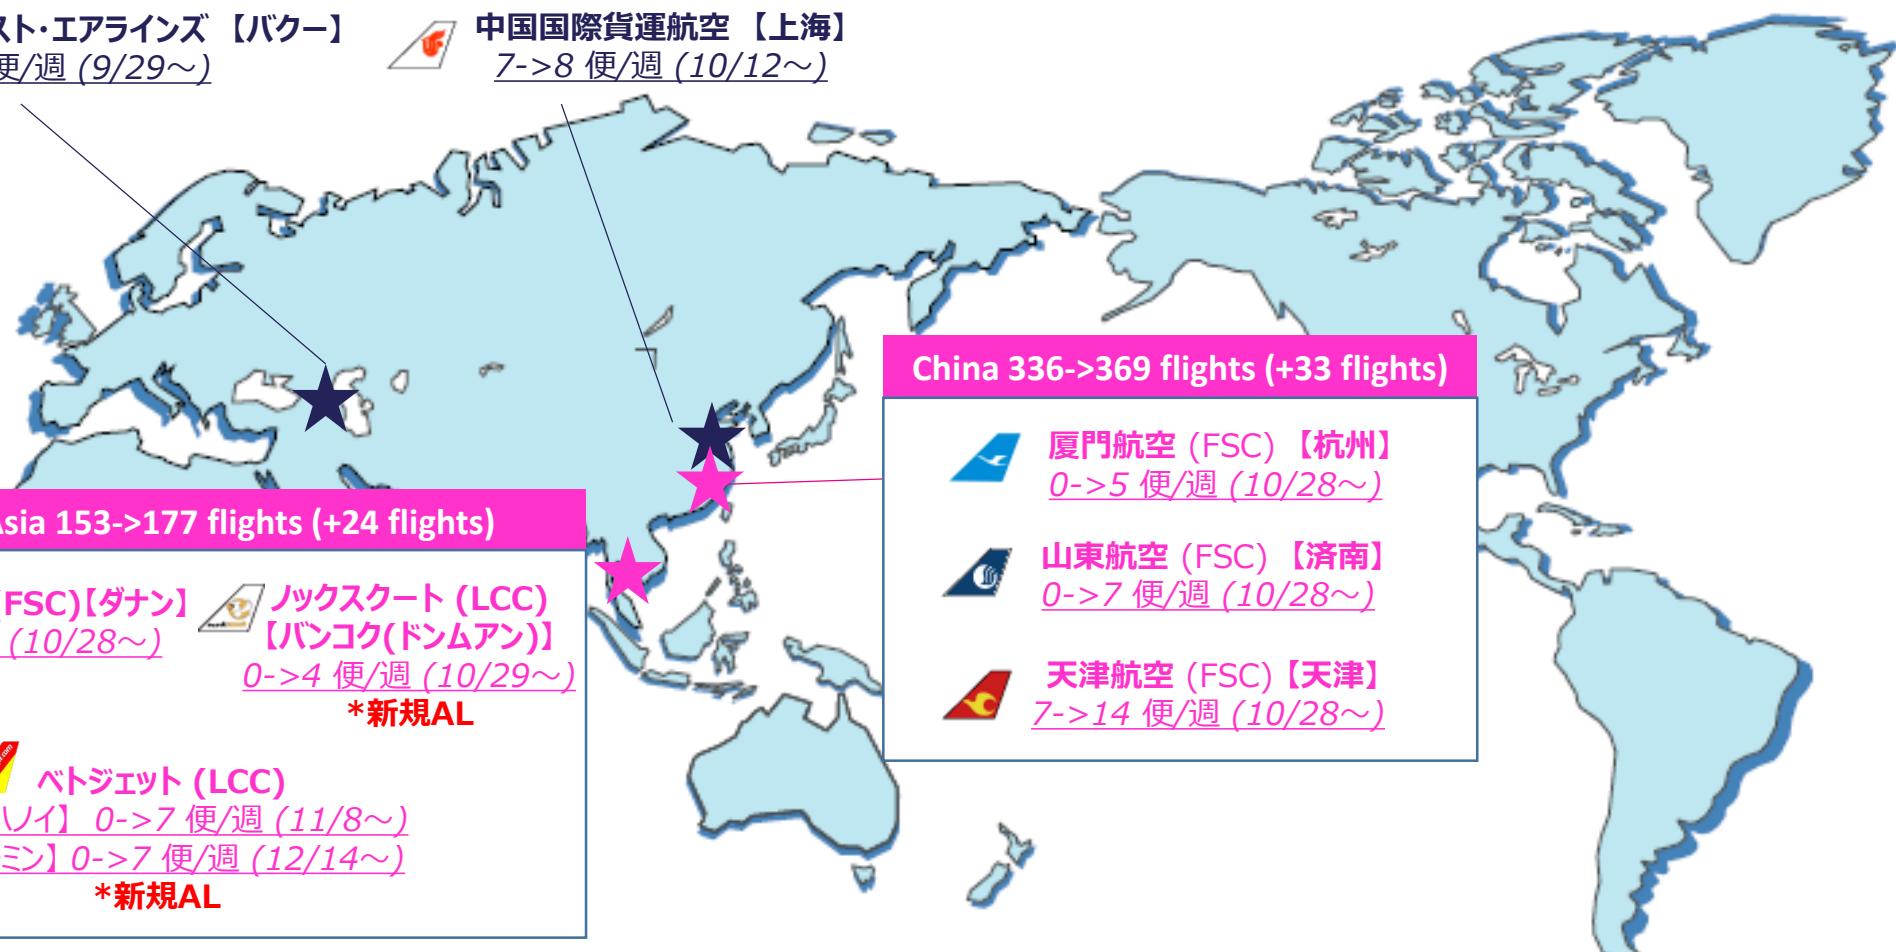 スト・エアラインズ 【バクー】
便/週 (9/29～)
中国国際貨運航空 【上海】
7->8 便/週 (10/12～)
China 336->369 flights (+33 flights)
厦門航空 (FSC) 【杭州】
0->5 便/週 (10/28～)
山東航空 (FSC) 【済南】
0->7 便/週 (10/28～)
天津航空 (FSC)【天津】
7->14 便/週 (10/28～)
Asia 153->177 flights (+24 flights)
(FSC)【ダナン】
(10/28～)
ノックスクート (LCC)
【バンコク(ドンムアン)】
0->4 便/週 (10/29～)
*新規AL
ベトジェット (LCC)
ハノイ】 0->7 便/週 (11/8～)
ミン】 0->7 便/週 (12/14～)
*新規AL